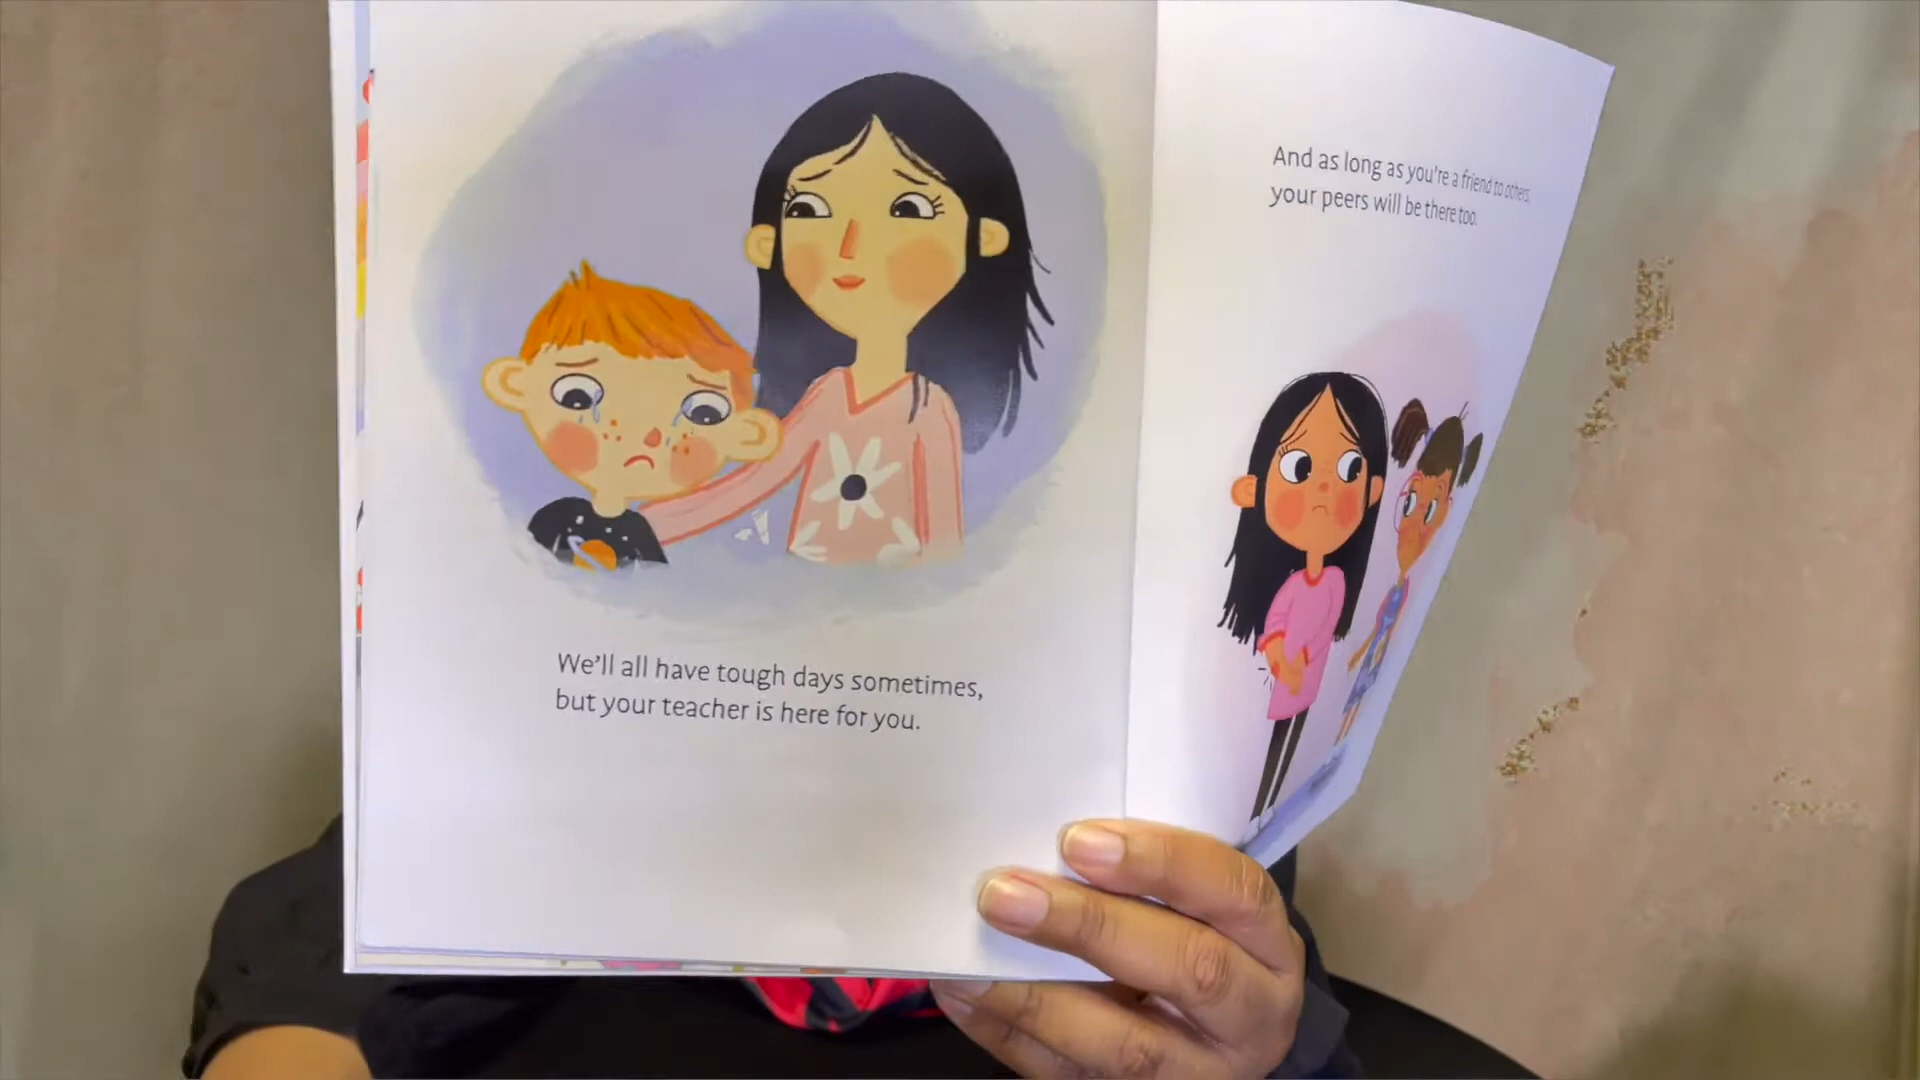 We'll all have tough days sometimes,
but your teacher is here for you.
And as long as you're a friend to others,
your peers will be there too.